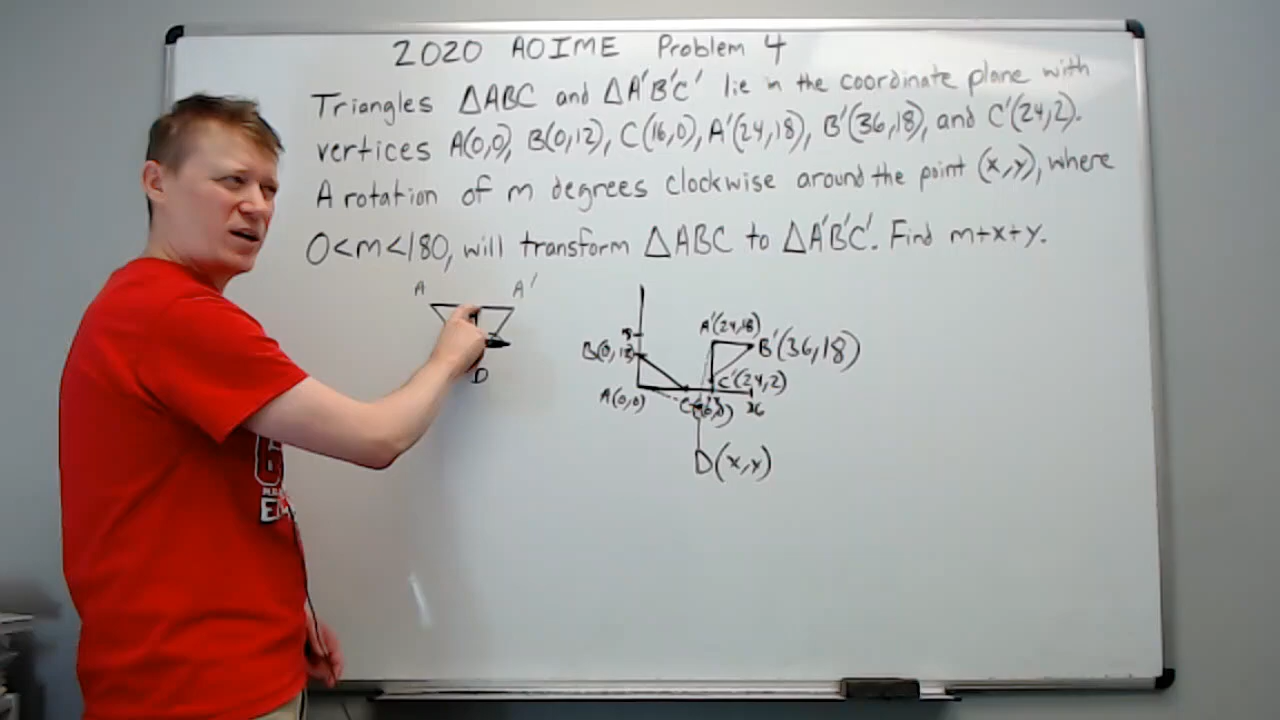 2020 AOIME Problem 4
Triangles △ABC and △A'B'C' lie in the coordinate plane with
vertices A(0,0), B(0,12), C(16,0), A'(24,18), B'(36,18), and C'(24,2).
A rotation of m degrees clockwise around the point (x,y), where
0<m<180, will transform △ABC to △A'B'C'. Find m+x+y.
A A'
D
A'(24,18)
B(0,12) B'(36,18)
C'(24,2)
A(0,0) 36
D(x,y)